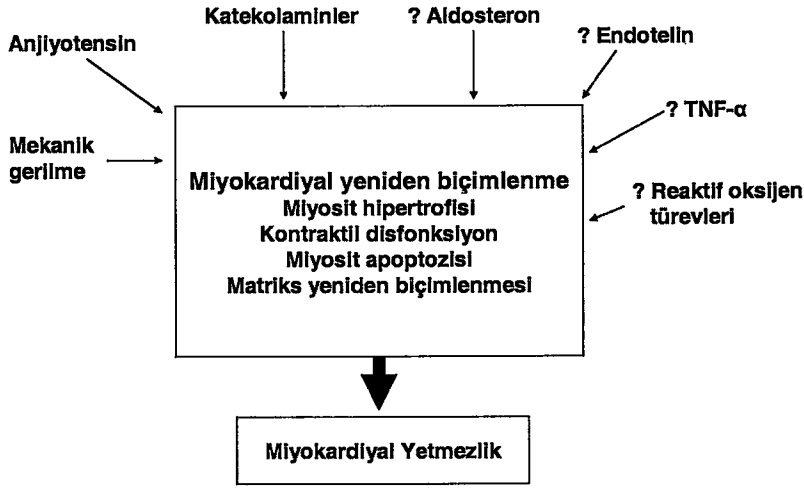 Katekolaminler
? Aldosteron
? Endotelin
Anjiyotensin
? TNF-α
Mekanik
gerilme
Miyokardiyal yeniden biçimlenme
Miyosit hipertrofisi
Kontraktil disfonksiyon
Miyosit apoptozisi
Matriks yeniden biçimlenmesi
? Reaktif oksijen
türevleri
Miyokardiyal Yetmezlik